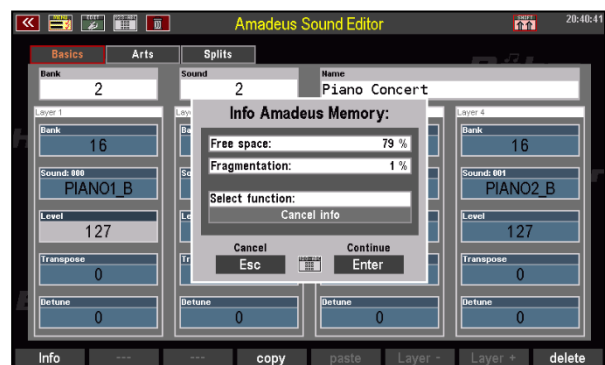 MENU EDIT Amadeus Sound Editor SHIFT 20:40:41
Basics Arts Splits
Bank Sound Name
2 2 Piano Concert
Layer 1 Layer 4
Info Amadeus Memory:
Bank Bank
16 16
Free space: 79 %
Fragmentation: 1 %
Sound: 000 Sound: 001
PIANO1_B PIANO2_B
Select function:
Cancel info
Level Level
127 127
Cancel Continue
Esc Enter
Transpose Transpose
0 0
Detune Detune Detune Detune
0 0 0 0
Info --- --- copy paste Layer - Layer + delete